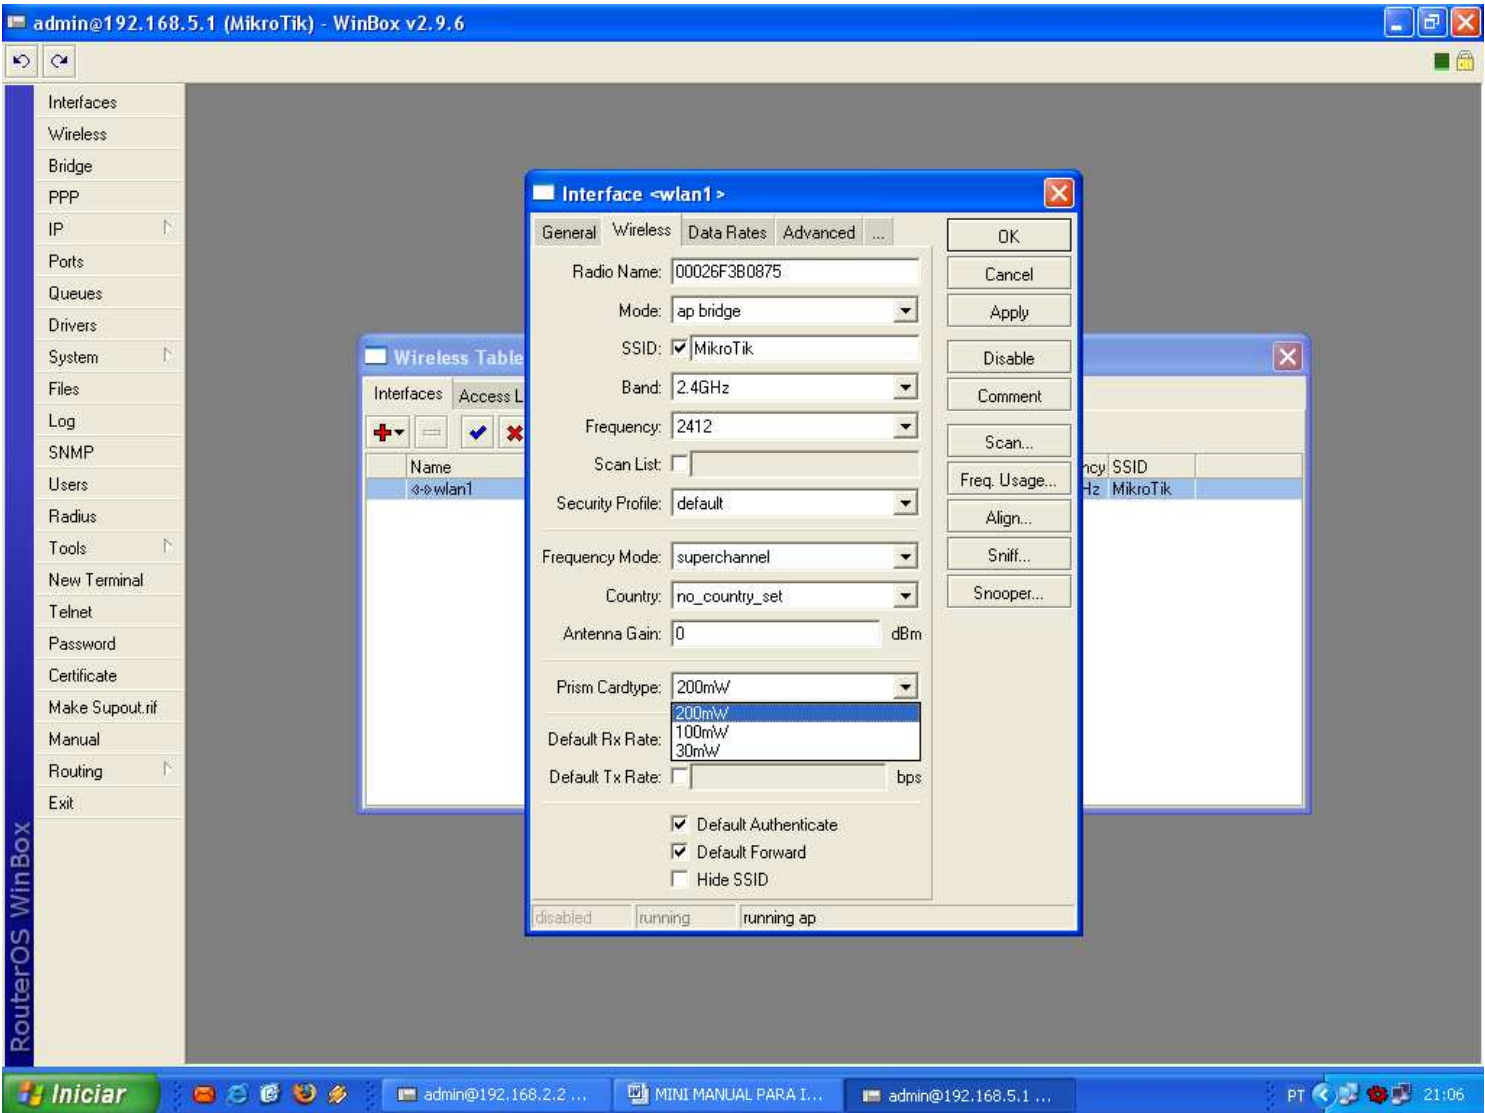 admin@192.168.5.1 (MikroTik) - WinBox v2.9.6
Interfaces
Wireless
Bridge
PPP
IP
Ports
Queues
Drivers
System
Files
Log
SNMP
Users
Radius
Tools
New Terminal
Telnet
Password
Certificate
Make Supout.rif
Manual
Routing
Exit
RouterOS WinBox
Wireless Table
Interfaces Access L
Name
ncy SSID
wlan1
Hz MikroTik
Interface <wlan1>
General Wireless Data Rates Advanced ...
Radio Name: 00026F3B0875
Mode: ap bridge
SSID: MikroTik
Band: 2.4GHz
Frequency: 2412
Scan List:
Security Profile: default
Frequency Mode: superchannel
Country: no_country_set
Antenna Gain: 0 dBm
Prism Cardtype: 200mW
200mW
100mW
30mW
Default Rx Rate:
Default Tx Rate: bps
Default Authenticate
Default Forward
Hide SSID
disabled running running ap
OK
Cancel
Apply
Disable
Comment
Scan...
Freq. Usage...
Align...
Sniff...
Snooper...
Iniciar
admin@192.168.2.2 ...
MINI MANUAL PARA I...
admin@192.168.5.1 ...
PT
21:06